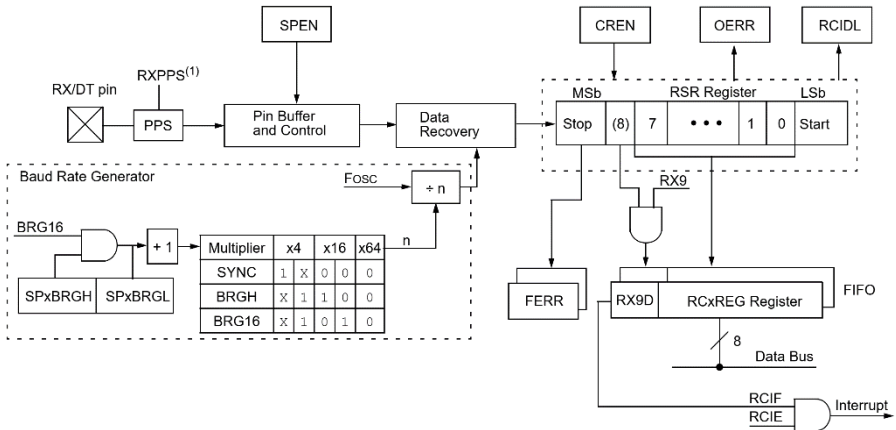 SPEN
CREN
OERR
RCIDL
RXPPS(1)
RX/DT pin
PPS
Pin Buffer
and Control
Data
Recovery
MSb
RSR Register
LSb
Stop (8) 7 ••• 1 0 Start
Baud Rate Generator
FOSC
÷ n
n
BRG16
+ 1
SPxBRGH SPxBRGL
Multiplier x4 x16 x64
SYNC 1 X 0 0 0
BRGH X 1 1 0 0
BRG16 X 1 0 1 0
RX9
FERR
RX9D RCxREG Register
FIFO
8
Data Bus
RCIF
RCIE
Interrupt